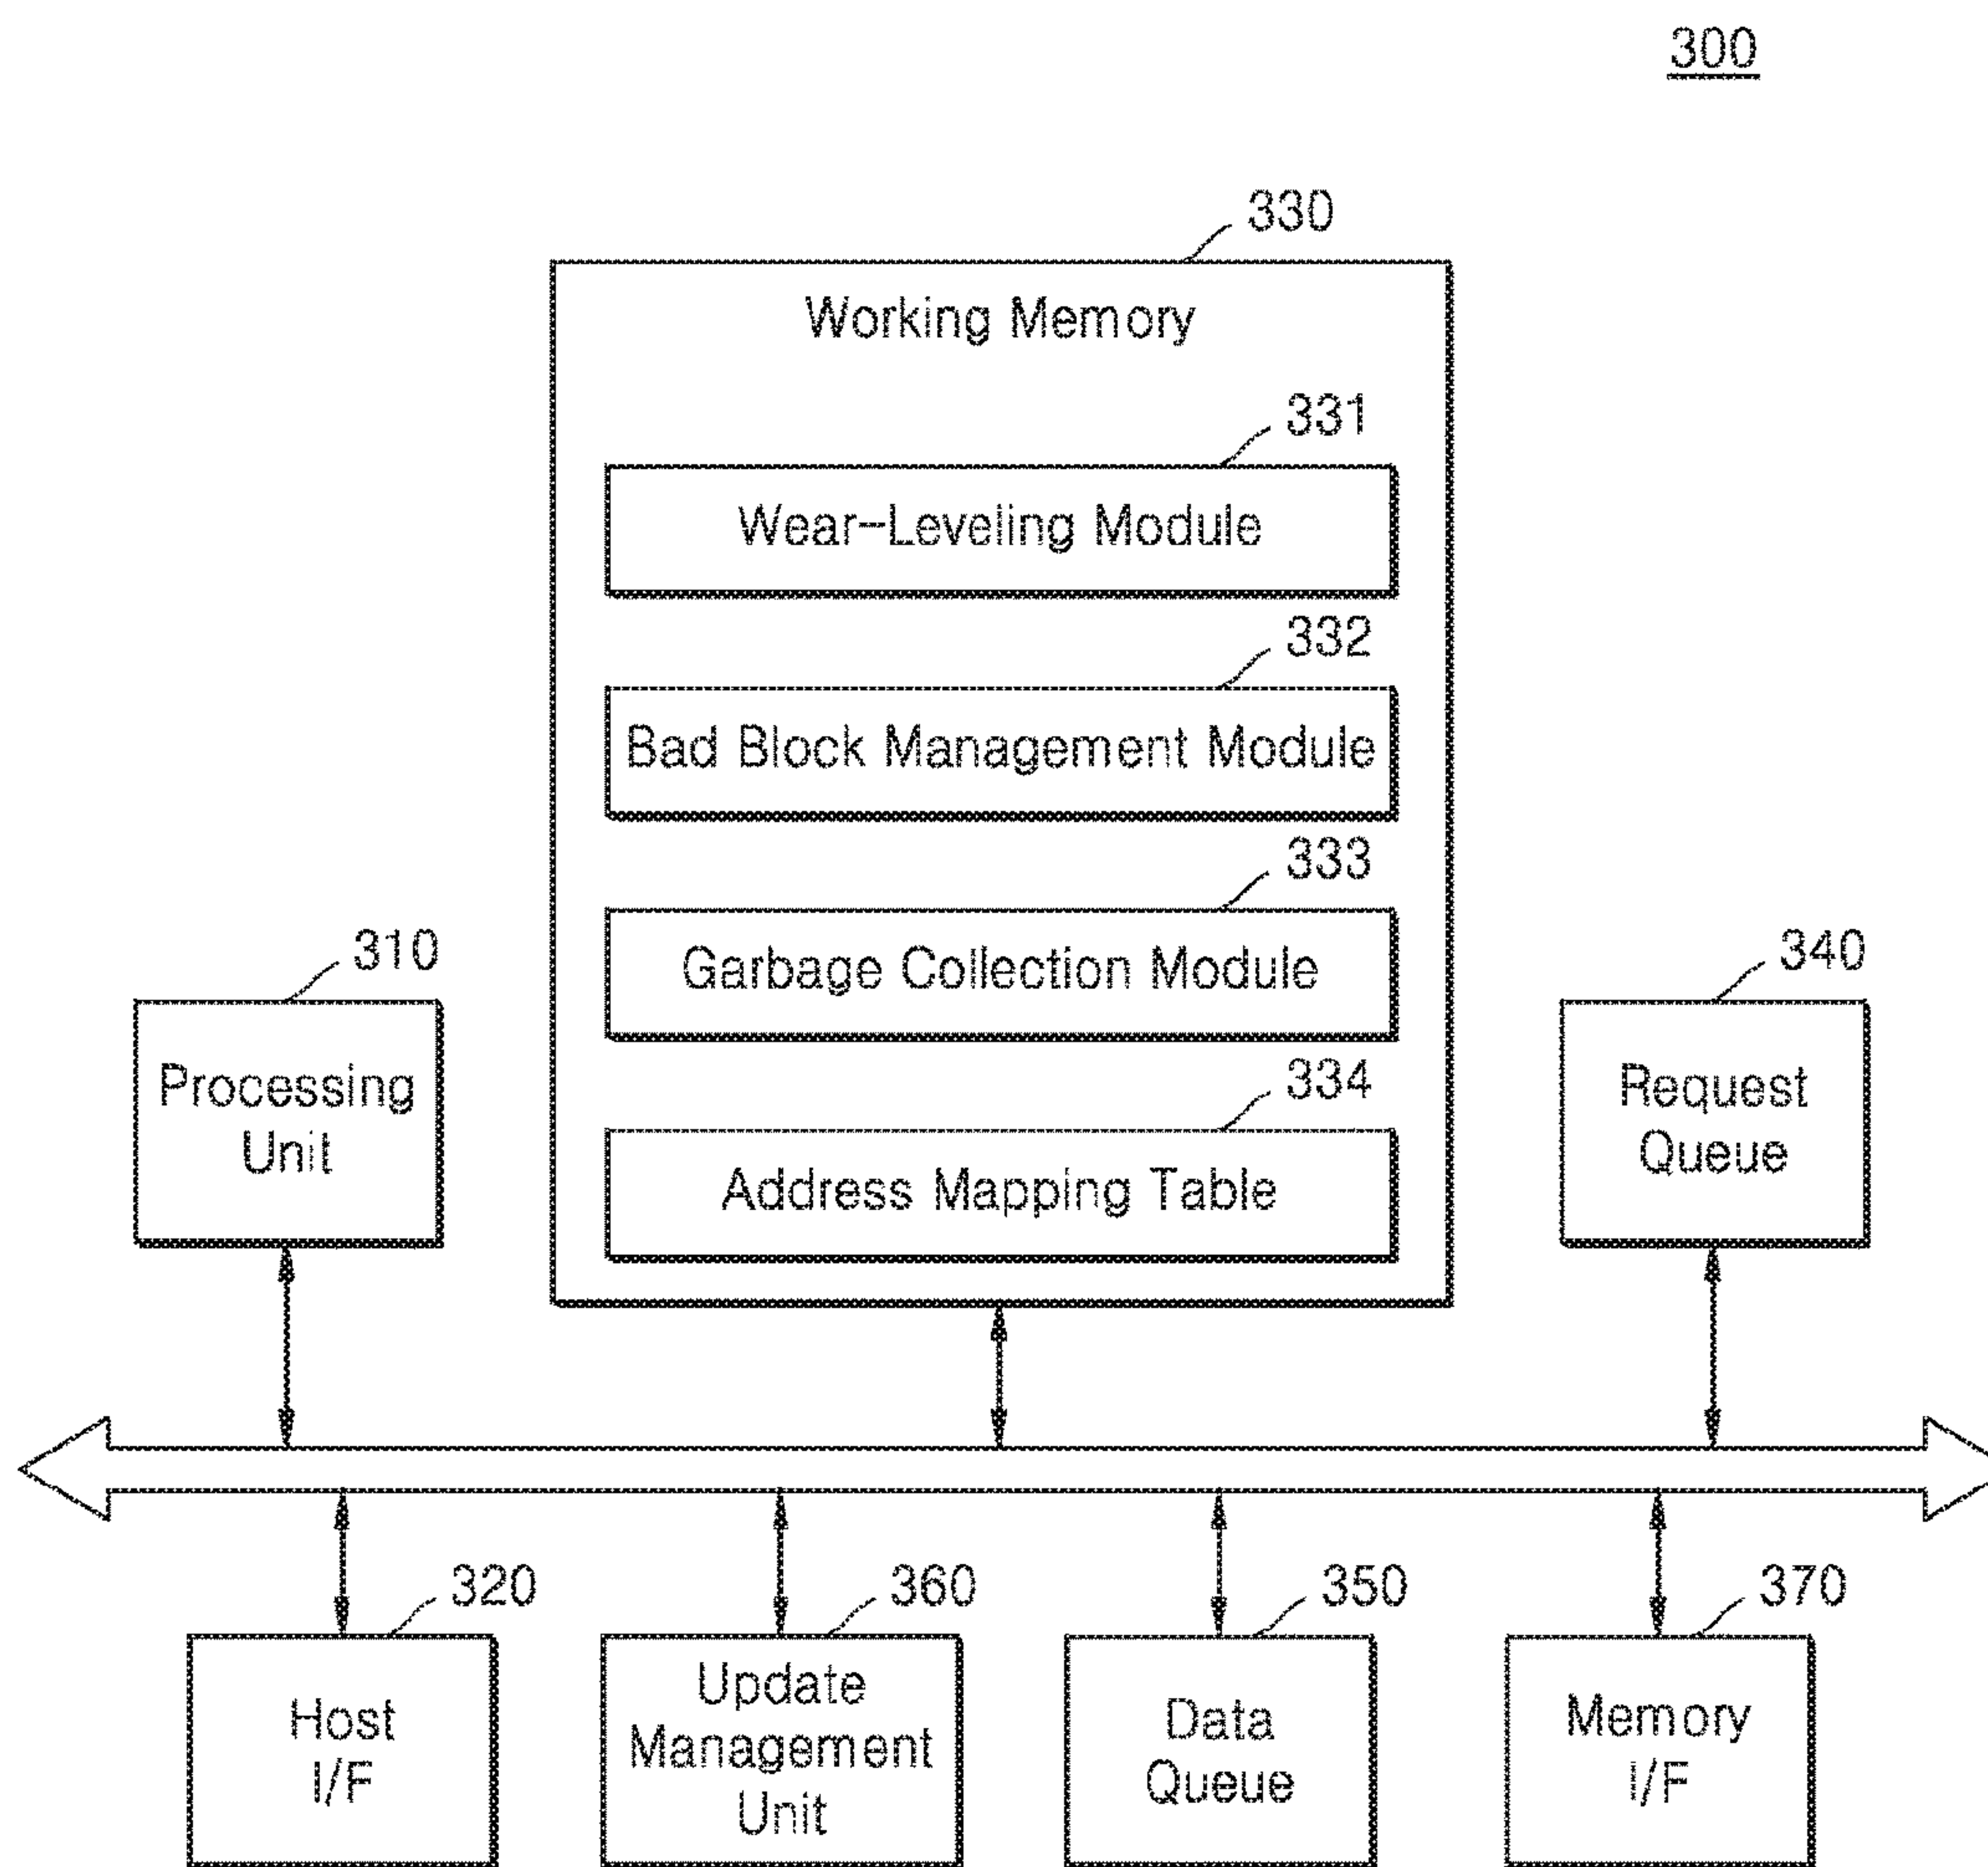 300
330
Working Memory
331
Wear-Leveling Module
332
Bad Block Management Module
333
Garbage Collection Module
334
Address Mapping Table
310
Processing
Unit
340
Request
Queue
320
Host
I/F
360
Update
Management
Unit
350
Data
Queue
370
Memory
I/F